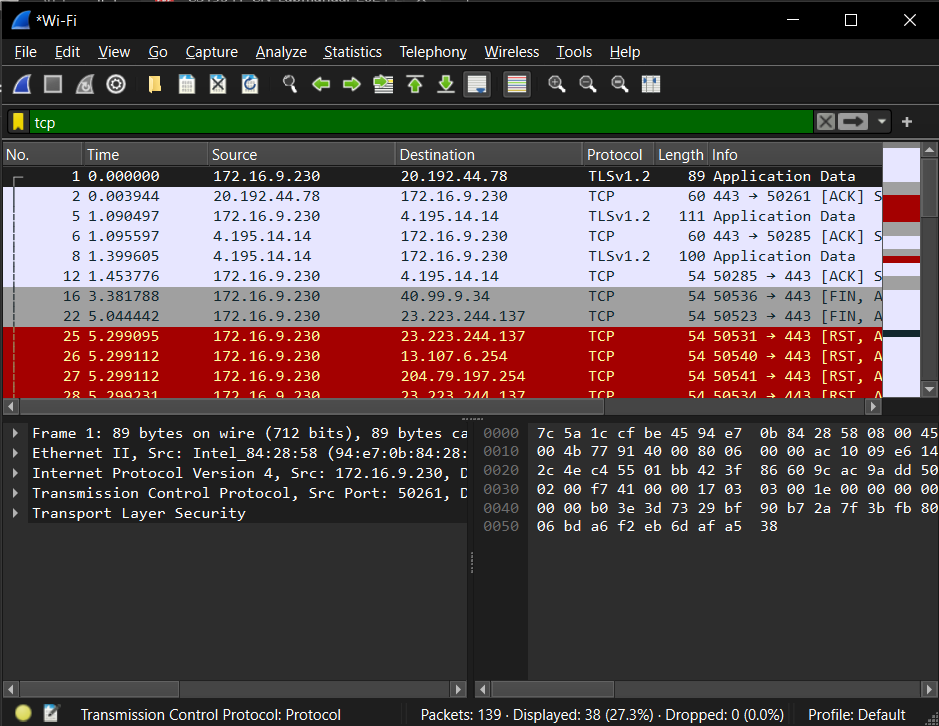 *Wi-Fi
File Edit View Go Capture Analyze Statistics Telephony Wireless Tools Help
tcp
No. Time Source Destination Protocol Length Info
1 0.000000 172.16.9.230 20.192.44.78 TLSv1.2 89 Application Data
2 0.003944 20.192.44.78 172.16.9.230 TCP 60 443 → 50261 [ACK] S
5 1.090497 172.16.9.230 4.195.14.14 TLSv1.2 111 Application Data
6 1.095597 4.195.14.14 172.16.9.230 TCP 60 443 → 50285 [ACK] S
8 1.399605 4.195.14.14 172.16.9.230 TLSv1.2 100 Application Data
12 1.453776 172.16.9.230 4.195.14.14 TCP 54 50285 → 443 [ACK] S
16 3.381788 172.16.9.230 40.99.9.34 TCP 54 50536 → 443 [FIN, A
22 5.044442 172.16.9.230 23.223.244.137 TCP 54 50523 → 443 [FIN, A
25 5.299095 172.16.9.230 23.223.244.137 TCP 54 50531 → 443 [RST, A
26 5.299112 172.16.9.230 13.107.6.254 TCP 54 50540 → 443 [RST, A
27 5.299112 172.16.9.230 204.79.197.254 TCP 54 50541 → 443 [RST, A
28 5.299231 172.16.9.230 23.223.244.137 TCP 54 50534 → 443 [RST, A
Frame 1: 89 bytes on wire (712 bits), 89 bytes ca
Ethernet II, Src: Intel_84:28:58 (94:e7:0b:84:28:
Internet Protocol Version 4, Src: 172.16.9.230, D
Transmission Control Protocol, Src Port: 50261, D
Transport Layer Security
0000 7c 5a 1c cf be 45 94 e7 0b 84 28 58 08 00 45
0010 00 4b 77 91 40 00 80 06 00 00 ac 10 09 e6 14
0020 2c 4e c4 55 01 bb 42 3f 86 60 9c ac 9a dd 50
0030 02 00 f7 41 00 00 17 03 03 00 1e 00 00 00 00
0040 00 00 b0 3e 3d 73 29 bf 90 b7 2a 7f 3b fb 80
0050 06 bd a6 f2 eb 6d af a5 38
Transmission Control Protocol: Protocol
Packets: 139 · Displayed: 38 (27.3%) · Dropped: 0 (0.0%)
Profile: Default